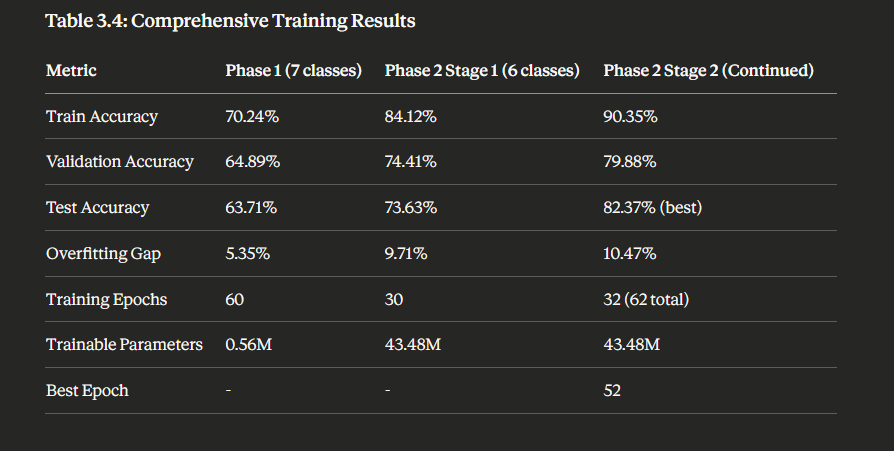 Table 3.4: Comprehensive Training Results
Metric Phase 1 (7 classes) Phase 2 Stage 1 (6 classes) Phase 2 Stage 2 (Continued)
Train Accuracy 70.24% 84.12% 90.35%
Validation Accuracy 64.89% 74.41% 79.88%
Test Accuracy 63.71% 73.63% 82.37% (best)
Overfitting Gap 5.35% 9.71% 10.47%
Training Epochs 60 30 32 (62 total)
Trainable Parameters 0.56M 43.48M 43.48M
Best Epoch - - 52